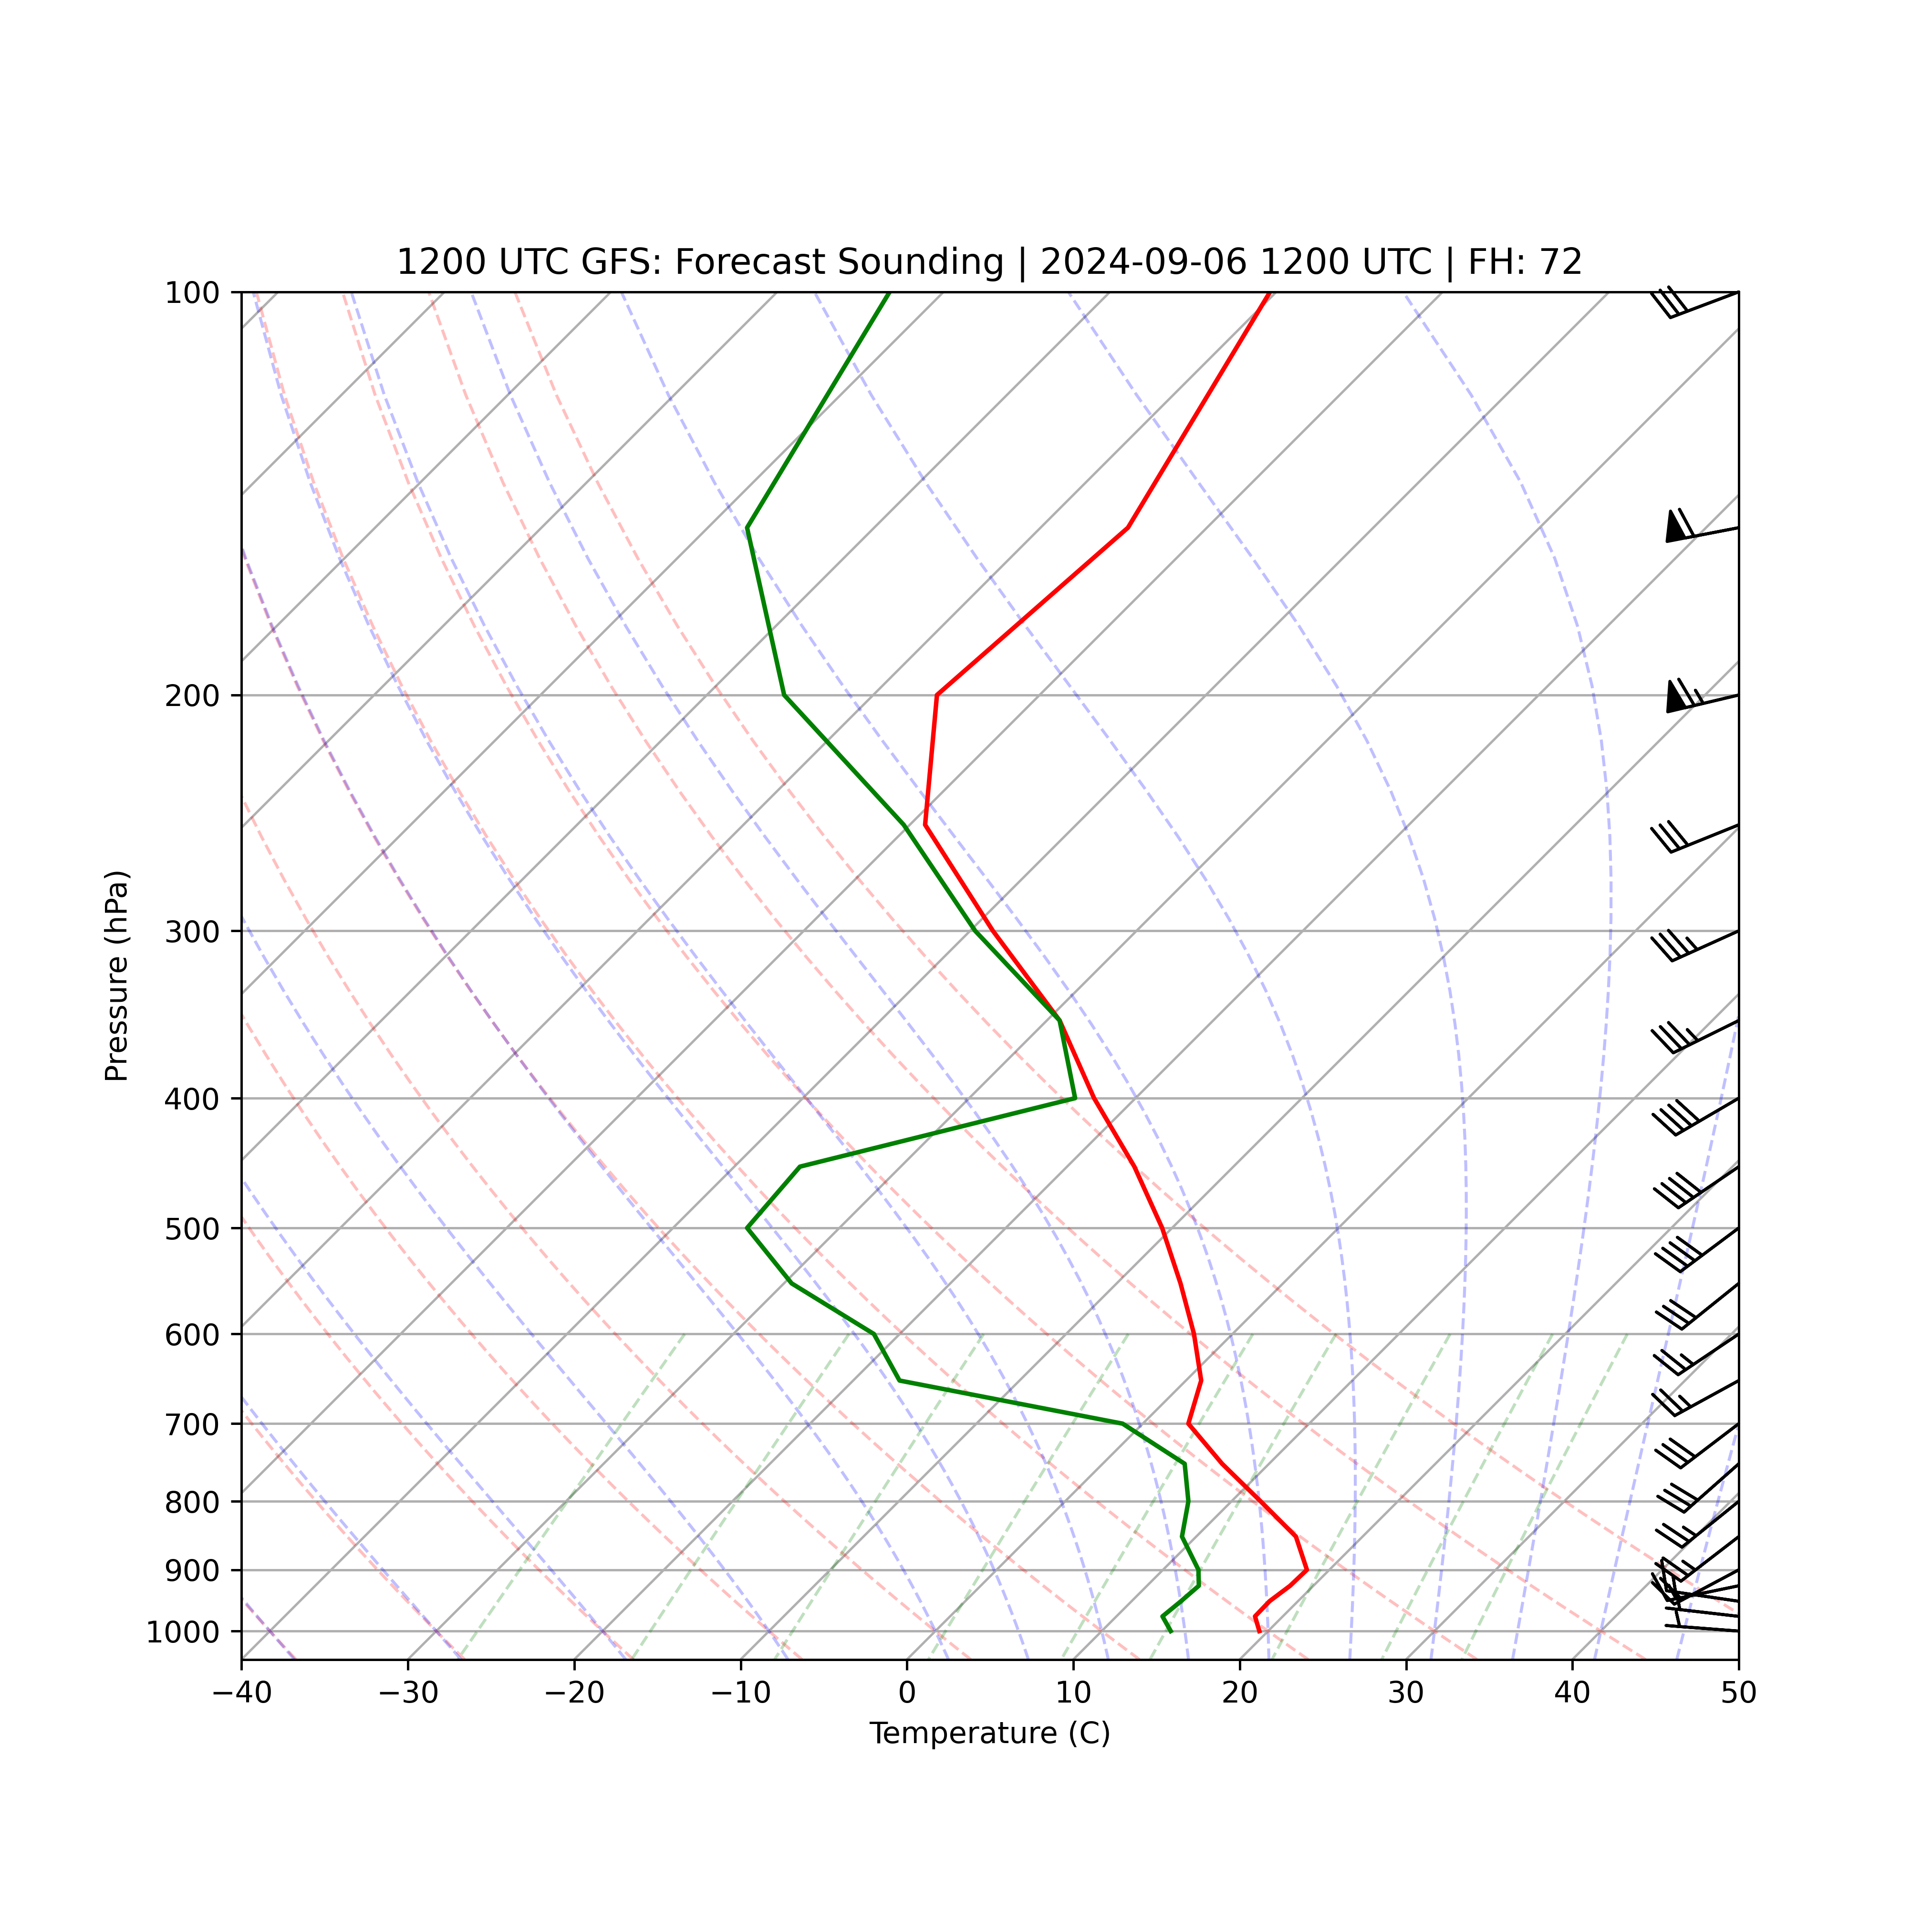 1200 UTC GFS: Forecast Sounding | 2024-09-06 1200 UTC | FH: 72
100
200
300
400
500
600
700
800
900
1000
Pressure (hPa)
−40 −30 −20 −10 0 10 20 30 40 50
Temperature (C)